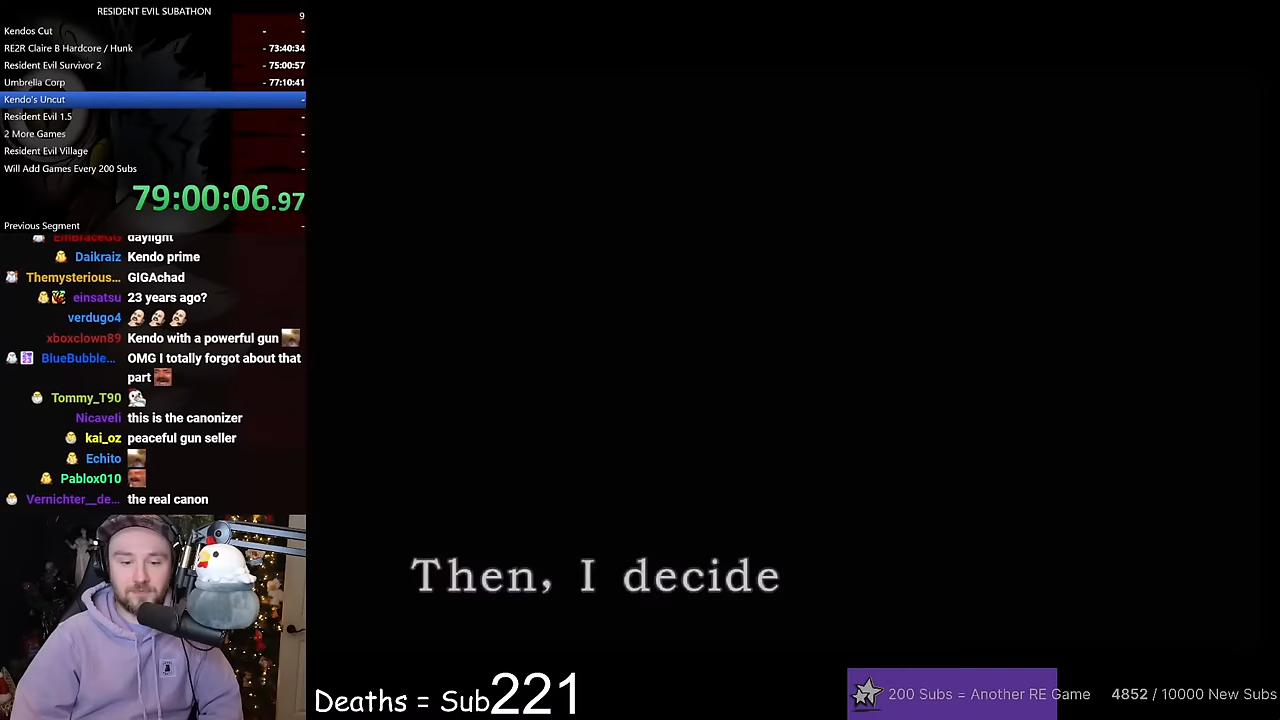 RESIDENT EVIL SUBATHON
9
Kendos Cut - -
RE2R Claire B Hardcore / Hunk - 73:40:34
Resident Evil Survivor 2 - 75:00:57
Umbrella Corp - 77:10:41
Kendo's Uncut -
Resident Evil 1.5 -
2 More Games -
Resident Evil Village -
Will Add Games Every 200 Subs -
79:00:06.97
Previous Segment -
EmBraceGG daylight
Daikraiz Kendo prime
Themysterious... GIGAchad
einsatsu 23 years ago?
verdugo4
xboxclown89 Kendo with a powerful gun
BlueBubble... OMG I totally forgot about that
part
Tommy_T90
Nicaveli this is the canonizer
kai_oz peaceful gun seller
Echito
Pablox010
Vernichter__de... the real canon
Then, I decide
Deaths = Sub 221
200 Subs = Another RE Game 4852 / 10000 New Subs